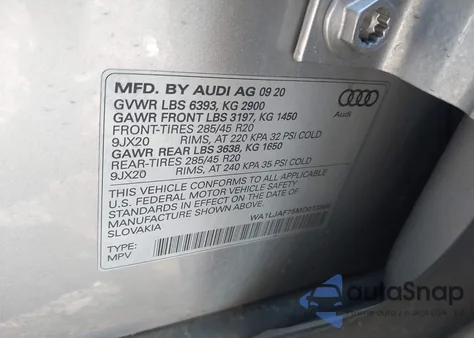 MFD. BY AUDI AG 09 20
GVWR LBS 6393, KG 2900
GAWR FRONT LBS 3197, KG 1450
FRONT-TIRES 285/45 R20
9JX20 RIMS, AT 220 KPA 32 PSI COLD
GAWR REAR LBS 3638, KG 1650
REAR-TIRES 285/45 R20
9JX20 RIMS, AT 240 KPA 35 PSI COLD
THIS VEHICLE CONFORMS TO ALL APPLICABLE
U.S. FEDERAL MOTOR VEHICLE SAFETY
STANDARDS IN EFFECT ON THE DATE OF
MANUFACTURE SHOWN ABOVE.
SLOVAKIA
TYPE:
MPV
Audi
autoSnap